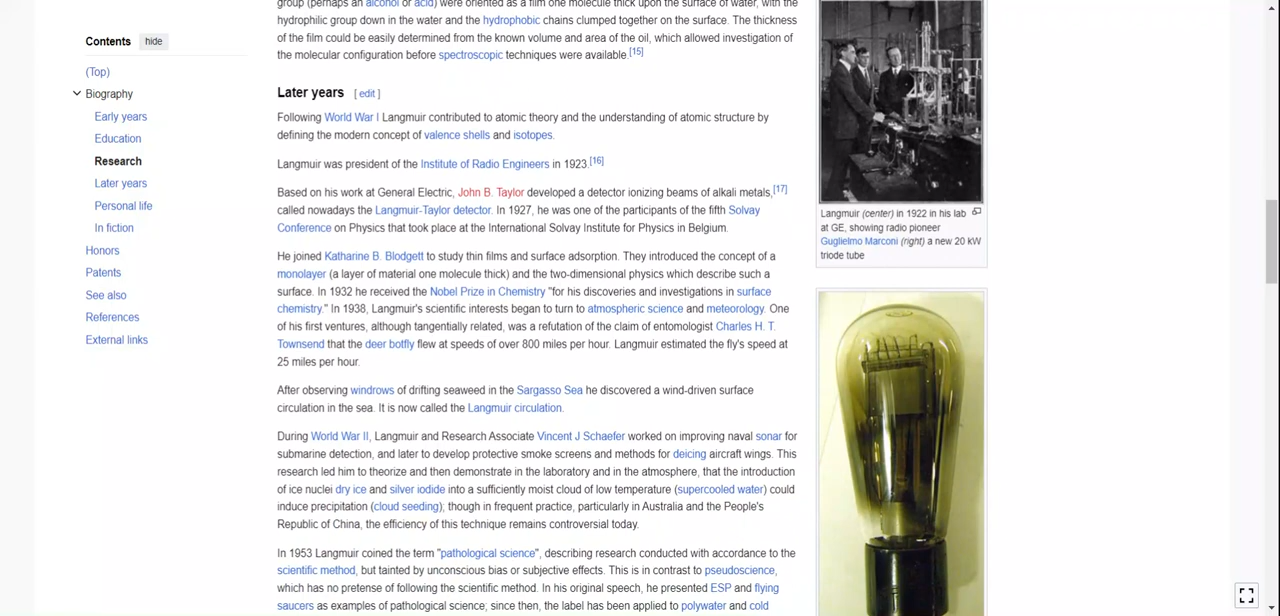 group (perhaps an alcohol or acid) were oriented as a film one molecule thick upon the surface of water, with the
hydrophilic group down in the water and the hydrophobic chains clumped together on the surface. The thickness
of the film could be easily determined from the known volume and area of the oil, which allowed investigation of
the molecular configuration before spectroscopic techniques were available.[15]
Contents hide
(Top)
Biography
Early years
Education
Research
Later years
Personal life
In fiction
Honors
Patents
See also
References
External links
Later years [ edit ]
Following World War I Langmuir contributed to atomic theory and the understanding of atomic structure by
defining the modern concept of valence shells and isotopes.
Langmuir was president of the Institute of Radio Engineers in 1923.[16]
Based on his work at General Electric, John B. Taylor developed a detector ionizing beams of alkali metals,[17]
called nowadays the Langmuir-Taylor detector. In 1927, he was one of the participants of the fifth Solvay
Conference on Physics that took place at the International Solvay Institute for Physics in Belgium.
He joined Katharine B. Blodgett to study thin films and surface adsorption. They introduced the concept of a
monolayer (a layer of material one molecule thick) and the two-dimensional physics which describe such a
surface. In 1932 he received the Nobel Prize in Chemistry "for his discoveries and investigations in surface
chemistry." In 1938, Langmuir's scientific interests began to turn to atmospheric science and meteorology. One
of his first ventures, although tangentially related, was a refutation of the claim of entomologist Charles H. T.
Townsend that the deer botfly flew at speeds of over 800 miles per hour. Langmuir estimated the fly's speed at
25 miles per hour.
After observing windrows of drifting seaweed in the Sargasso Sea he discovered a wind-driven surface
circulation in the sea. It is now called the Langmuir circulation.
During World War II, Langmuir and Research Associate Vincent J Schaefer worked on improving naval sonar for
submarine detection, and later to develop protective smoke screens and methods for deicing aircraft wings. This
research led him to theorize and then demonstrate in the laboratory and in the atmosphere, that the introduction
of ice nuclei dry ice and silver iodide into a sufficiently moist cloud of low temperature (supercooled water) could
induce precipitation (cloud seeding); though in frequent practice, particularly in Australia and the People's
Republic of China, the efficiency of this technique remains controversial today.
In 1953 Langmuir coined the term "pathological science", describing research conducted with accordance to the
scientific method, but tainted by unconscious bias or subjective effects. This is in contrast to pseudoscience,
which has no pretense of following the scientific method. In his original speech, he presented ESP and flying
saucers as examples of pathological science; since then, the label has been applied to polywater and cold
Langmuir (center) in 1922 in his lab
at GE, showing radio pioneer
Guglielmo Marconi (right) a new 20 kW
triode tube